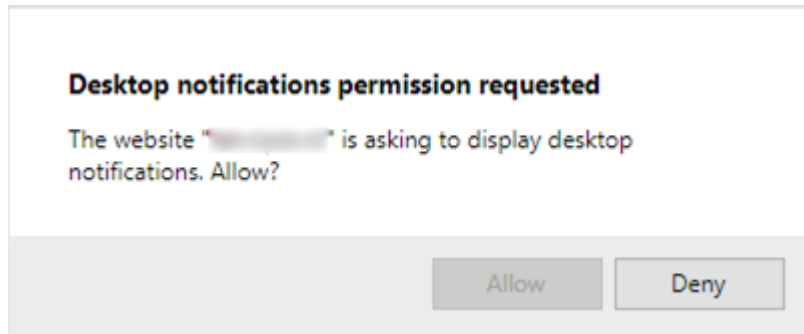 Desktop notifications permission requested
The website "" is asking to display desktop
notifications. Allow?
Allow
Deny